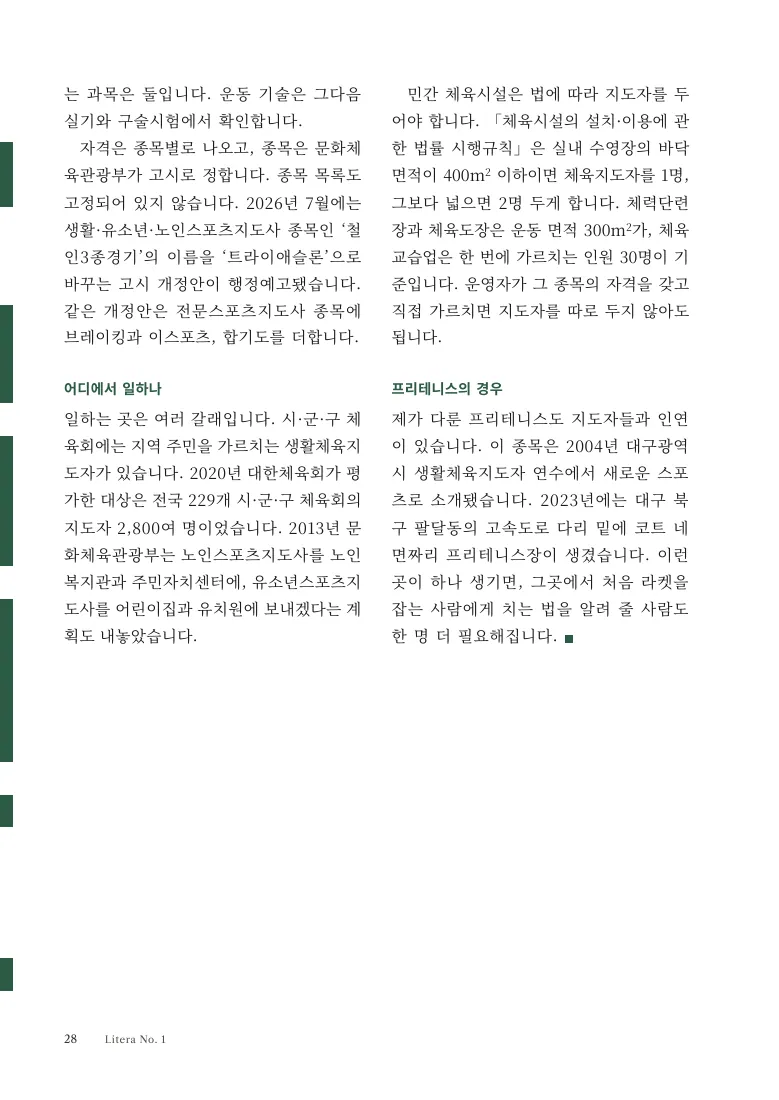 는 과목은 둘입니다. 운동 기술은 그다음
실기와 구술시험에서 확인합니다.
자격은 종목별로 나오고, 종목은 문화체
육관광부가 고시로 정합니다. 종목 목록도
고정되어 있지 않습니다. 2026년 7월에는
생활·유소년·노인스포츠지도사 종목인 ‘철
인3종경기’의 이름을 ‘트라이애슬론’으로
바꾸는 고시 개정안이 행정예고됐습니다.
같은 개정안은 전문스포츠지도사 종목에
브레이킹과 이스포츠, 합기도를 더합니다.
어디에서 일하나
일하는 곳은 여러 갈래입니다. 시·군·구 체
육회에는 지역 주민을 가르치는 생활체육지
도자가 있습니다. 2020년 대한체육회가 평
가한 대상은 전국 229개 시·군·구 체육회의
지도자 2,800여 명이었습니다. 2013년 문
화체육관광부는 노인스포츠지도사를 노인
복지관과 주민자치센터에, 유소년스포츠지
도사를 어린이집과 유치원에 보내겠다는 계
획도 내놓았습니다.
민간 체육시설은 법에 따라 지도자를 두
어야 합니다. 「체육시설의 설치·이용에 관
한 법률 시행규칙」은 실내 수영장의 바닥
면적이 400m² 이하이면 체육지도자를 1명,
그보다 넓으면 2명 두게 합니다. 체력단련
장과 체육도장은 운동 면적 300m²가, 체육
교습업은 한 번에 가르치는 인원 30명이 기
준입니다. 운영자가 그 종목의 자격을 갖고
직접 가르치면 지도자를 따로 두지 않아도
됩니다.
프리테니스의 경우
제가 다룬 프리테니스도 지도자들과 인연
이 있습니다. 이 종목은 2004년 대구광역
시 생활체육지도자 연수에서 새로운 스포
츠로 소개됐습니다. 2023년에는 대구 북
구 팔달동의 고속도로 다리 밑에 코트 네
면짜리 프리테니스장이 생겼습니다. 이런
곳이 하나 생기면, 그곳에서 처음 라켓을
잡는 사람에게 치는 법을 알려 줄 사람도
한 명 더 필요해집니다. ■
28 Litera No. 1